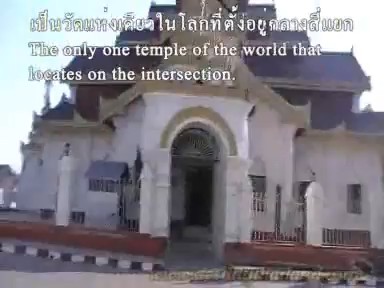 เป็นวัดแห่งเดียวในโลกที่ตั้งอยู่กลางสี่แยก
The only one temple of the world that
locates on the intersection.